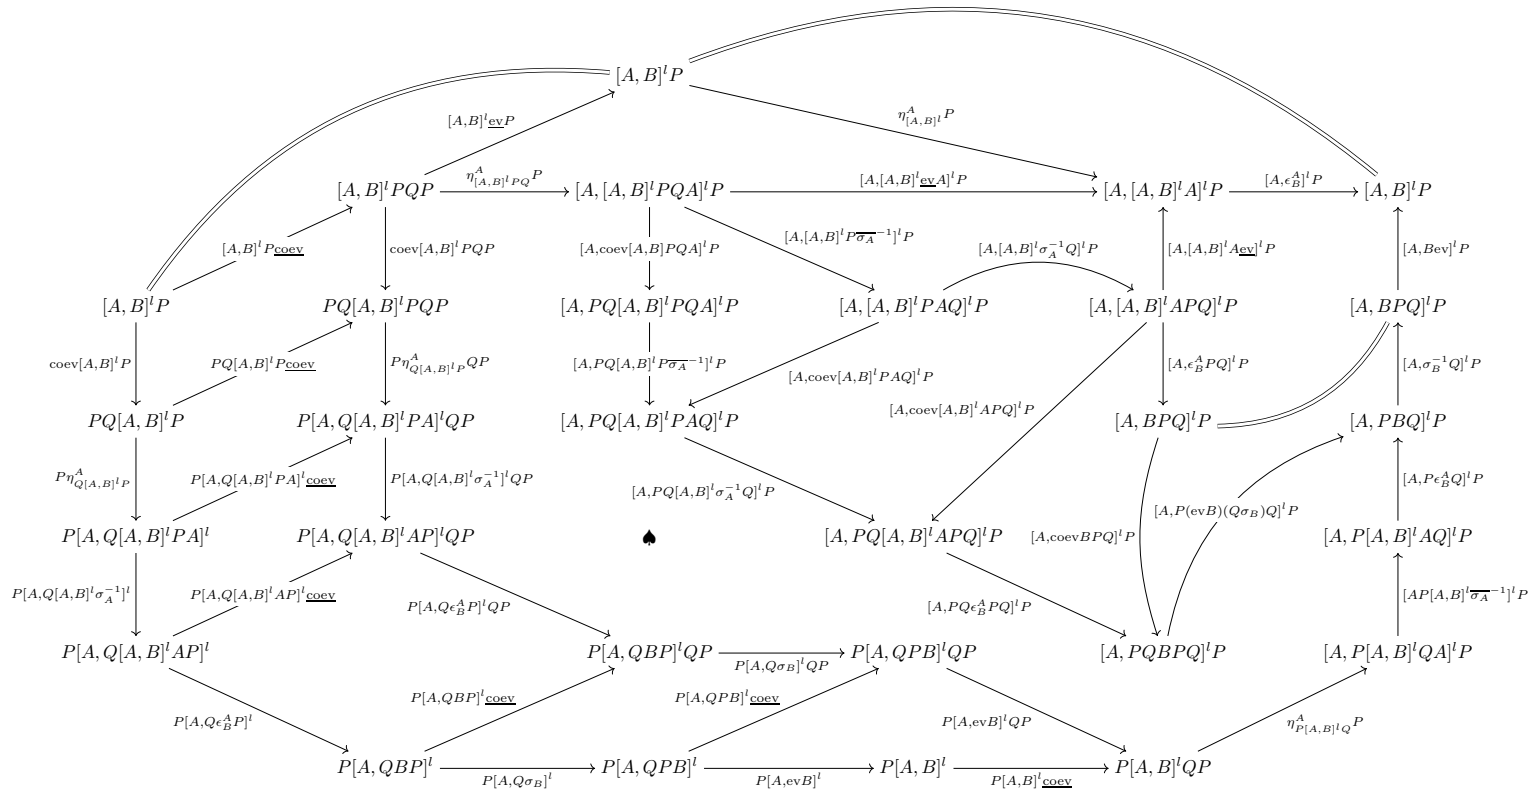 [A, B]^l P
[A,B]^l \underline{ev}P
η^A_{[A,B]^l} P
[A, B]^l PQP
η^A_{[A,B]^l PQ} P
[A, [A, B]^l PQA]^l P
[A,[A,B]^l \underline{ev}A]^l P
[A, [A, B]^l A]^l P
[A,ϵ^A_B]^l P
[A, B]^l P
[A,B]^l P\underline{coev}
coev[A,B]^l PQP
[A,coev[A,B]PQA]^l P
[A,[A,B]^l P\overline{σ_A}^{-1}]^l P
[A,[A,B]^l σ_A^{-1}Q]^l P
[A,[A,B]^l A\underline{ev}]^l P
[A,Bev]^l P
[A, B]^l P
PQ[A, B]^l PQP
[A, PQ[A, B]^l PQA]^l P
[A, [A, B]^l PAQ]^l P
[A, [A, B]^l APQ]^l P
[A, BPQ]^l P
coev[A,B]^l P
PQ[A,B]^l P\underline{coev}
Pη^A_{Q[A,B]^l P} QP
[A,PQ[A,B]^l P\overline{σ_A}^{-1}]^l P
[A,coev[A,B]^l PAQ]^l P
[A,ϵ^A_B PQ]^l P
[A,σ_B^{-1}Q]^l P
[A,coev[A,B]^l APQ]^l P
PQ[A, B]^l P
P[A, Q[A, B]^l PA]^l QP
[A, PQ[A, B]^l PAQ]^l P
[A, BPQ]^l P
[A, PBQ]^l P
Pη^A_{Q[A,B]^l P}
P[A,Q[A,B]^l PA]^l \underline{coev}
P[A,Q[A,B]^l σ_A^{-1}]^l QP
[A,PQ[A,B]^l σ_A^{-1}Q]^l P
[A,Pϵ^A_B Q]^l P
[A,P(evB)(Qσ_B)Q]^l P
P[A, Q[A, B]^l PA]^l
P[A, Q[A, B]^l AP]^l QP
♠
[A, PQ[A, B]^l APQ]^l P
[A,coevBPQ]^l P
[A, P[A, B]^l AQ]^l P
P[A,Q[A,B]^l σ_A^{-1}]^l
P[A,Q[A,B]^l AP]^l \underline{coev}
P[A,Qϵ^A_B P]^l QP
[A,PQϵ^A_B PQ]^l P
[AP[A,B]^l \overline{σ_A}^{-1}]^l P
P[A, Q[A, B]^l AP]^l
P[A, QBP]^l QP
P[A,Qσ_B]^l QP
P[A, QPB]^l QP
[A, PQBPQ]^l P
[A, P[A, B]^l QA]^l P
P[A,Qϵ^A_B P]^l
P[A,QBP]^l \underline{coev}
P[A,QPB]^l \underline{coev}
P[A,evB]^l QP
η^A_{P[A,B]^l Q} P
P[A, QBP]^l
P[A,Qσ_B]^l
P[A, QPB]^l
P[A,evB]^l
P[A, B]^l
P[A,B]^l \underline{coev}
P[A, B]^l QP